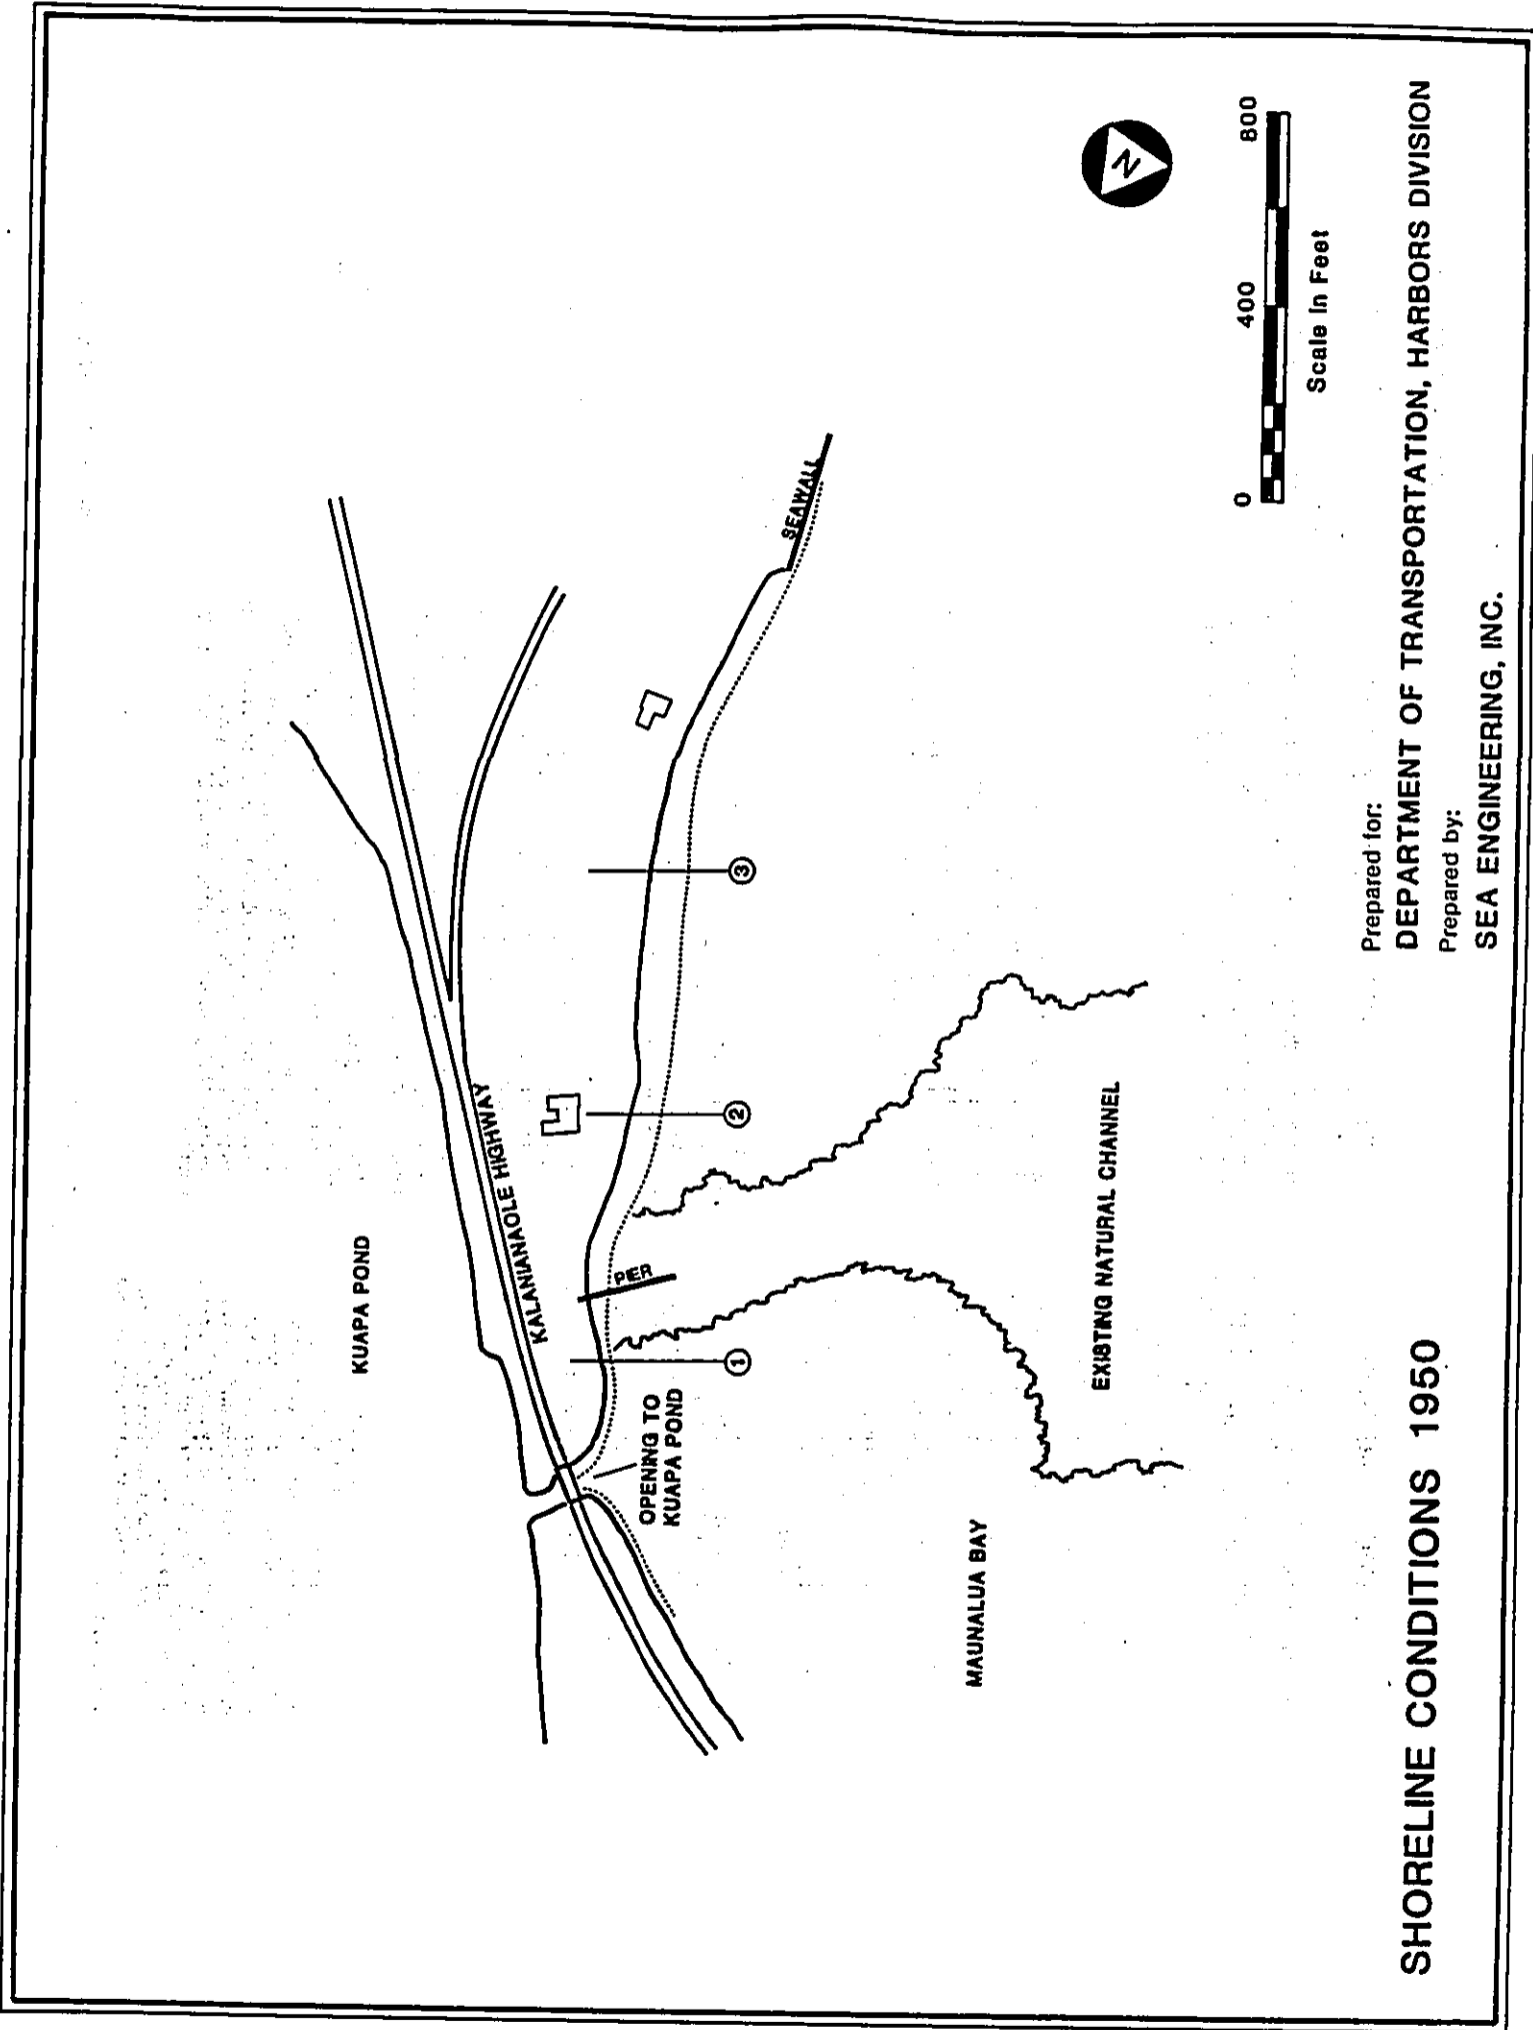 KUAPA POND
KALANIANAOLE HIGHWAY
SEAWALL
PIER
OPENING TO
KUAPA POND
1
2
3
MAUNALUA BAY
EXISTING NATURAL CHANNEL
N
0 400 800
Scale In Feet
SHORELINE CONDITIONS 1950
Prepared for:
DEPARTMENT OF TRANSPORTATION, HARBORS DIVISION
Prepared by:
SEA ENGINEERING, INC.